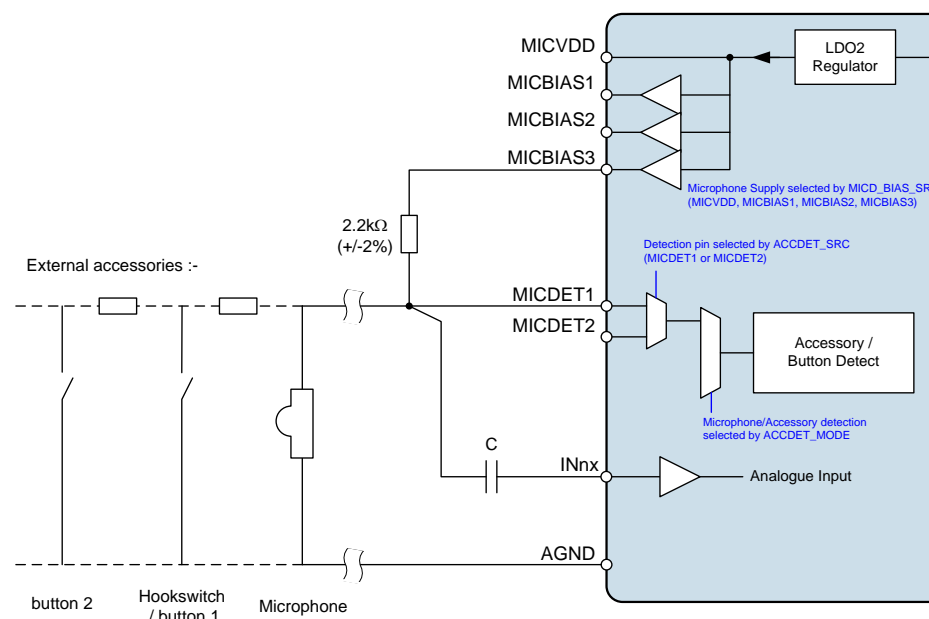 MICVDD
LDO2
Regulator
MICBIAS1
MICBIAS2
MICBIAS3
Microphone Supply selected by MICD_BIAS_SR
(MICVDD, MICBIAS1, MICBIAS2, MICBIAS3)
2.2kΩ
(+/-2%)
Detection pin selected by ACCDET_SRC
(MICDET1 or MICDET2)
External accessories :-
MICDET1
MICDET2
Accessory /
Button Detect
Microphone/Accessory detection
selected by ACCDET_MODE
C
INnx
Analogue Input
AGND
button 2
Hookswitch
/ button 1
Microphone